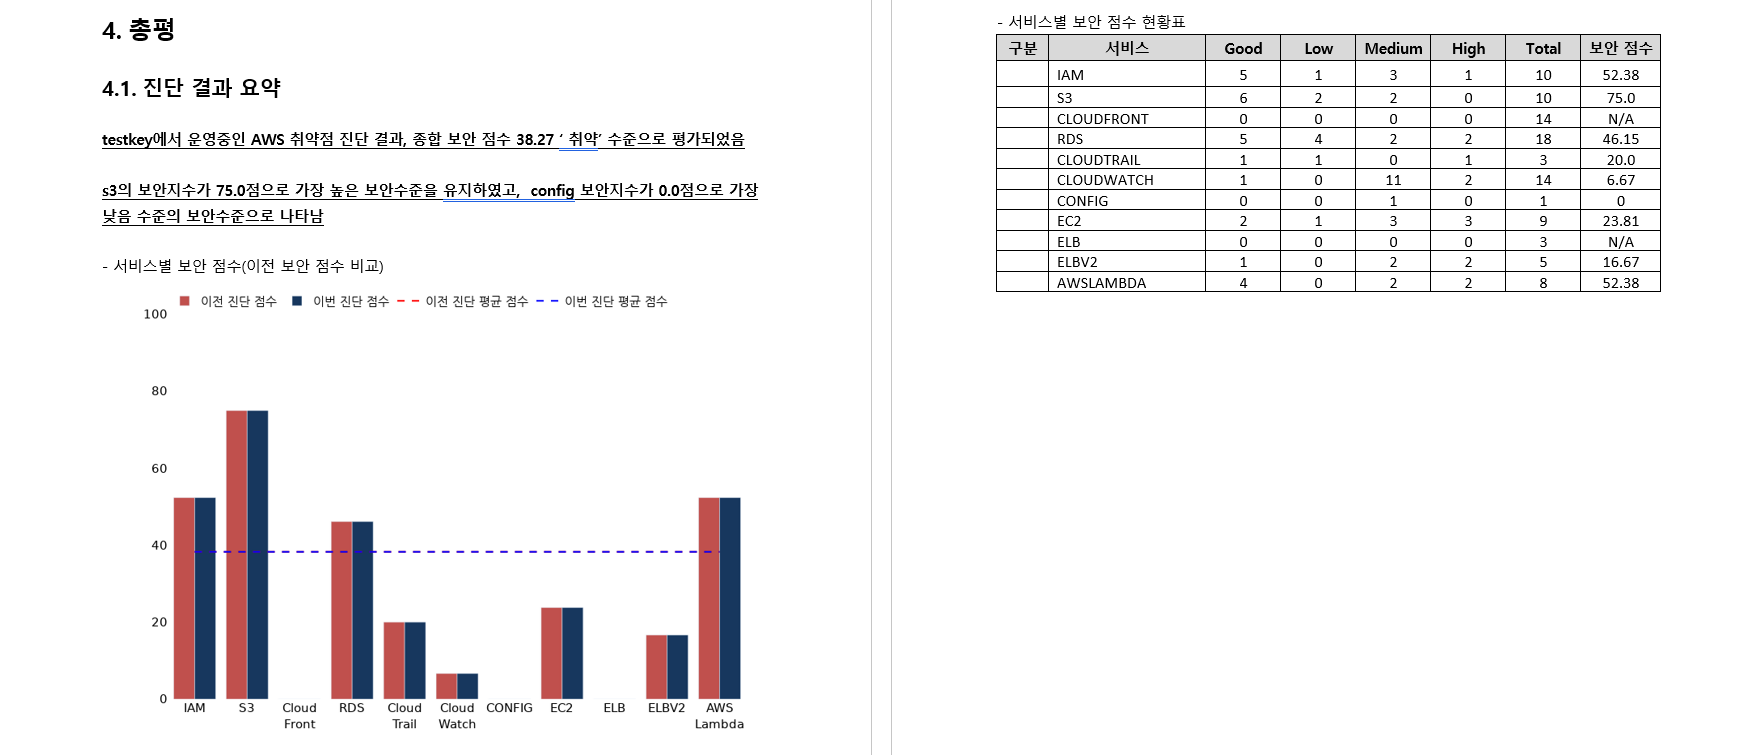 4. 총평
4.1. 진단 결과 요약
testkey에서 운영중인 AWS 취약점 진단 결과, 종합 보안 점수 38.27 ‘ 취약’ 수준으로 평가되었음
s3의 보안지수가 75.0점으로 가장 높은 보안수준을 유지하였고,  config 보안지수가 0.0점으로 가장
낮음 수준의 보안수준으로 나타남
- 서비스별 보안 점수(이전 보안 점수 비교)
이전 진단 점수 이번 진단 점수 이전 진단 평균 점수 이번 진단 평균 점수
100
80
60
40
20
0
IAM S3 Cloud Front RDS Cloud Trail Cloud Watch CONFIG EC2 ELB ELBV2 AWS Lambda
- 서비스별 보안 점수 현황표
구분 서비스 Good Low Medium High Total 보안 점수
IAM 5 1 3 1 10 52.38
S3 6 2 2 0 10 75.0
CLOUDFRONT 0 0 0 0 14 N/A
RDS 5 4 2 2 18 46.15
CLOUDTRAIL 1 1 0 1 3 20.0
CLOUDWATCH 1 0 11 2 14 6.67
CONFIG 0 0 1 0 1 0
EC2 2 1 3 3 9 23.81
ELB 0 0 0 0 3 N/A
ELBV2 1 0 2 2 5 16.67
AWSLAMBDA 4 0 2 2 8 52.38